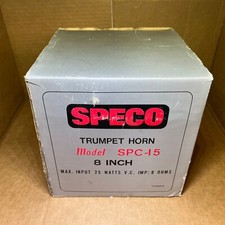 SPECO
TRUMPET HORN
Model SPC-15
8 INCH
MAX. INPUT 25 WATTS V.C. IMP: 8 OHMS